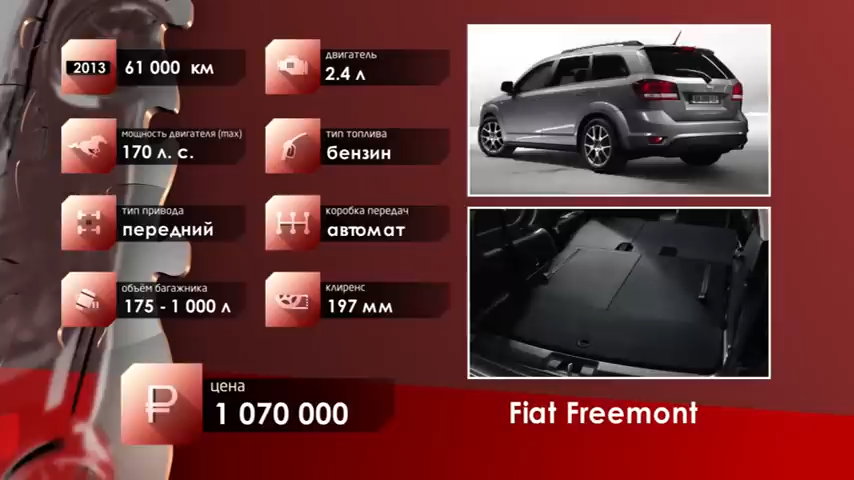 2013
61 000 км
двигатель
2.4 л
мощность двигателя (max)
170 л. с.
тип топлива
бензин
тип привода
передний
коробка передач
автомат
объём багажника
175 - 1 000 л
клиренс
197 мм
цена
₽
1 070 000
Fiat Freemont